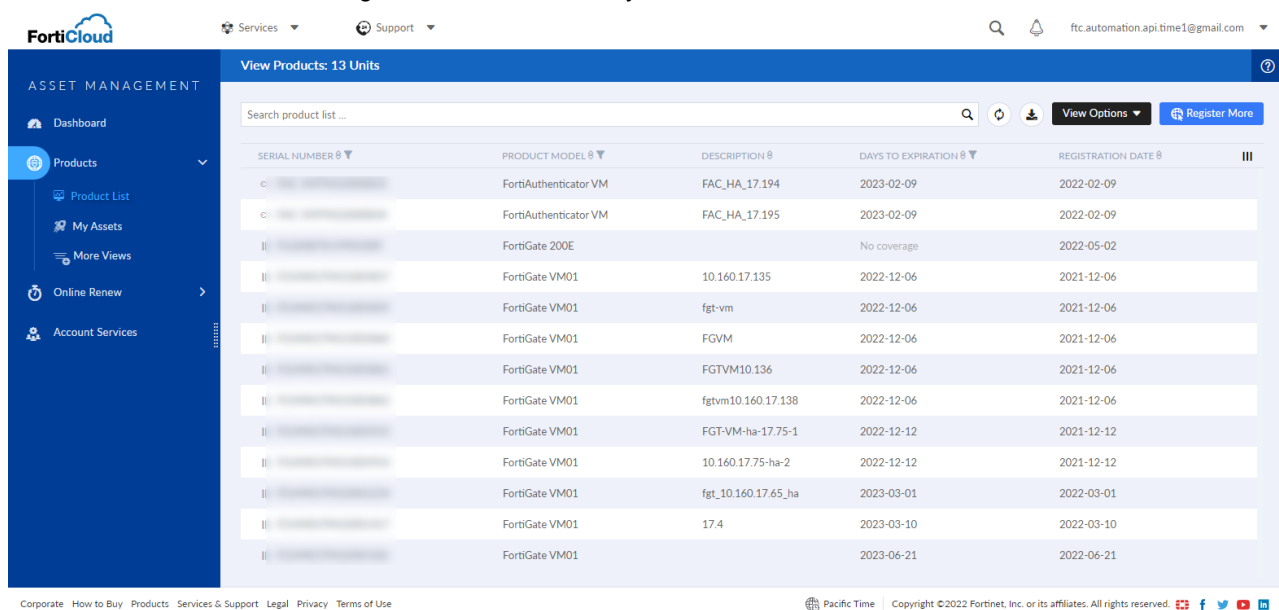 FortiCloud
Services
Support
ftc.automation.api.time1@gmail.com
ASSET MANAGEMENT
Dashboard
Products
Product List
My Assets
More Views
Online Renew
Account Services
View Products: 13 Units
Search product list ...
View Options
Register More
SERIAL NUMBER PRODUCT MODEL DESCRIPTION DAYS TO EXPIRATION REGISTRATION DATE
FortiAuthenticator VM FAC_HA_17.194 2023-02-09 2022-02-09
FortiAuthenticator VM FAC_HA_17.195 2023-02-09 2022-02-09
FortiGate 200E No coverage 2022-05-02
FortiGate VM01 10.160.17.135 2022-12-06 2021-12-06
FortiGate VM01 fgt-vm 2022-12-06 2021-12-06
FortiGate VM01 FGVM 2022-12-06 2021-12-06
FortiGate VM01 FGTVM10.136 2022-12-06 2021-12-06
FortiGate VM01 fgtvm10.160.17.138 2022-12-06 2021-12-06
FortiGate VM01 FGT-VM-ha-17.75-1 2022-12-12 2021-12-12
FortiGate VM01 10.160.17.75-ha-2 2022-12-12 2021-12-12
FortiGate VM01 fgt_10.160.17.65_ha 2023-03-01 2022-03-01
FortiGate VM01 17.4 2023-03-10 2022-03-10
FortiGate VM01 2023-06-21 2022-06-21
Corporate How to Buy Products Services & Support Legal Privacy Terms of Use
Pacific Time Copyright ©2022 Fortinet, Inc. or its affiliates. All rights reserved.